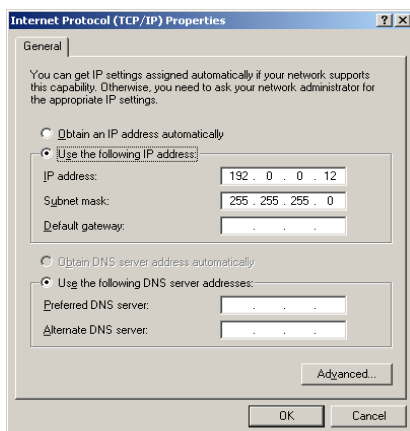 Internet Protocol (TCP/IP) Properties
General
You can get IP settings assigned automatically if your network supports
this capability. Otherwise, you need to ask your network administrator for
the appropriate IP settings.
Obtain an IP address automatically
Use the following IP address:
IP address: 192 . 0 . 0 . 12
Subnet mask: 255 . 255 . 255 . 0
Default gateway: . . .
Obtain DNS server address automatically
Use the following DNS server addresses:
Preferred DNS server: . . .
Alternate DNS server: . . .
Advanced...
OK Cancel